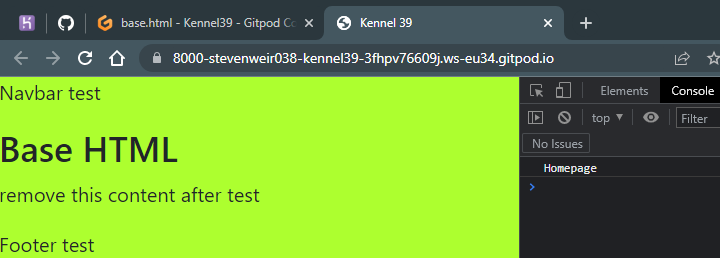 base.html - Kennel39 - Gitpod Co
Kennel 39
8000-stevenweir038-kennel39-3fhpv76609j.ws-eu34.gitpod.io
Navbar test
Base HTML
remove this content after test
Footer test
Elements
Console
top
Filter
No Issues
Homepage